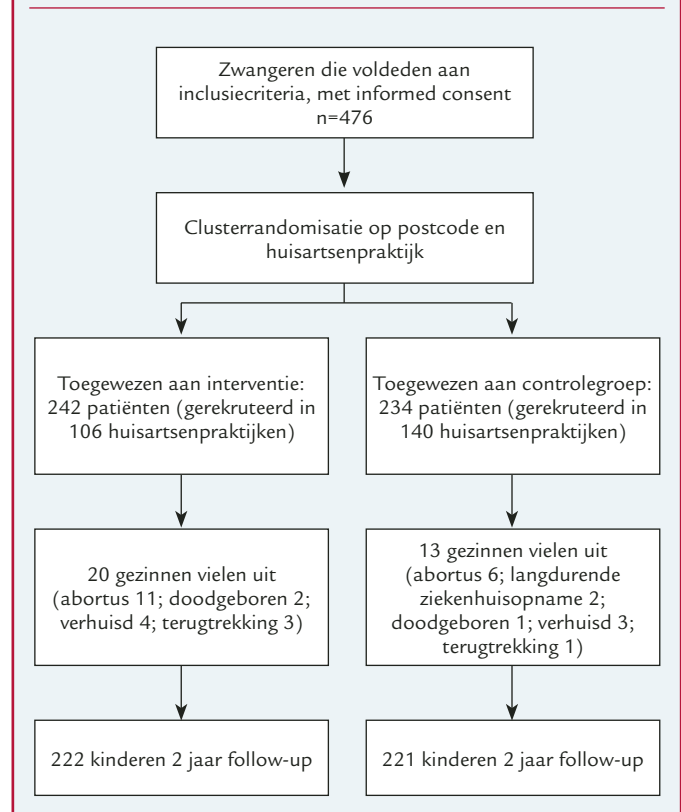 Zwangeren die voldeden aan
inclusiecriteria, met informed consent
n=476
Clusterrandomisatie op postcode en
huisartsenpraktijk
Toegewezen aan interventie:
242 patiënten (gerekruteerd in
106 huisartsenpraktijken)
Toegewezen aan controlegroep:
234 patiënten (gerekruteerd in
140 huisartsenpraktijken)
20 gezinnen vielen uit
(abortus 11; doodgeboren 2;
verhuisd 4; terugtrekking 3)
13 gezinnen vielen uit
(abortus 6; langdurende
ziekenhuisopname 2;
doodgeboren 1; verhuisd 3;
terugtrekking 1)
222 kinderen 2 jaar follow-up
221 kinderen 2 jaar follow-up